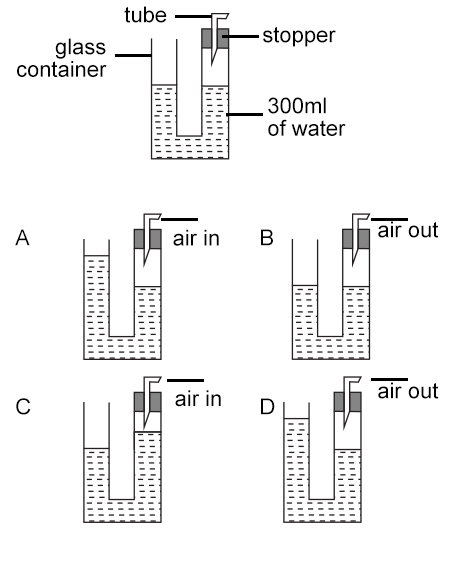 tube
stopper
glass
container
300ml
of water
A
air in
B
air out
C
air in
D
air out